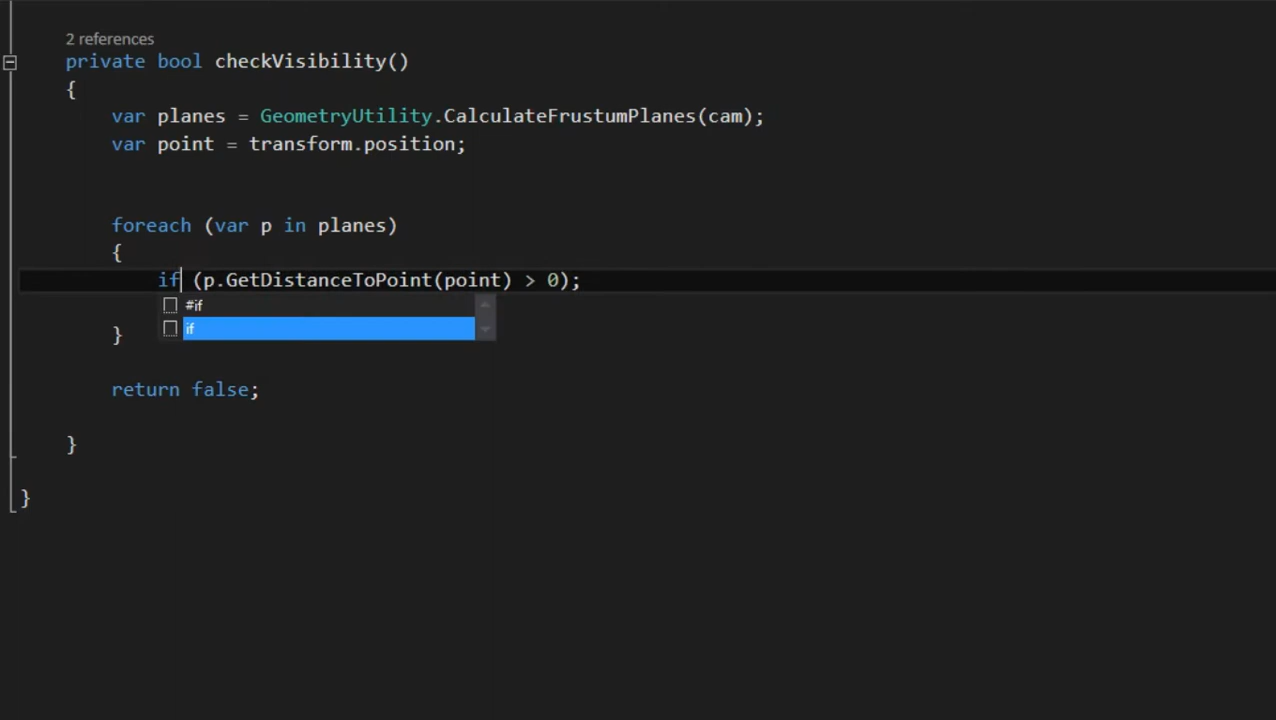 2 references
private bool checkVisibility()
{
var planes = GeometryUtility.CalculateFrustumPlanes(cam);
var point = transform.position;
foreach (var p in planes)
{
if (p.GetDistanceToPoint(point) > 0);
#if
if
}
return false;
}
}